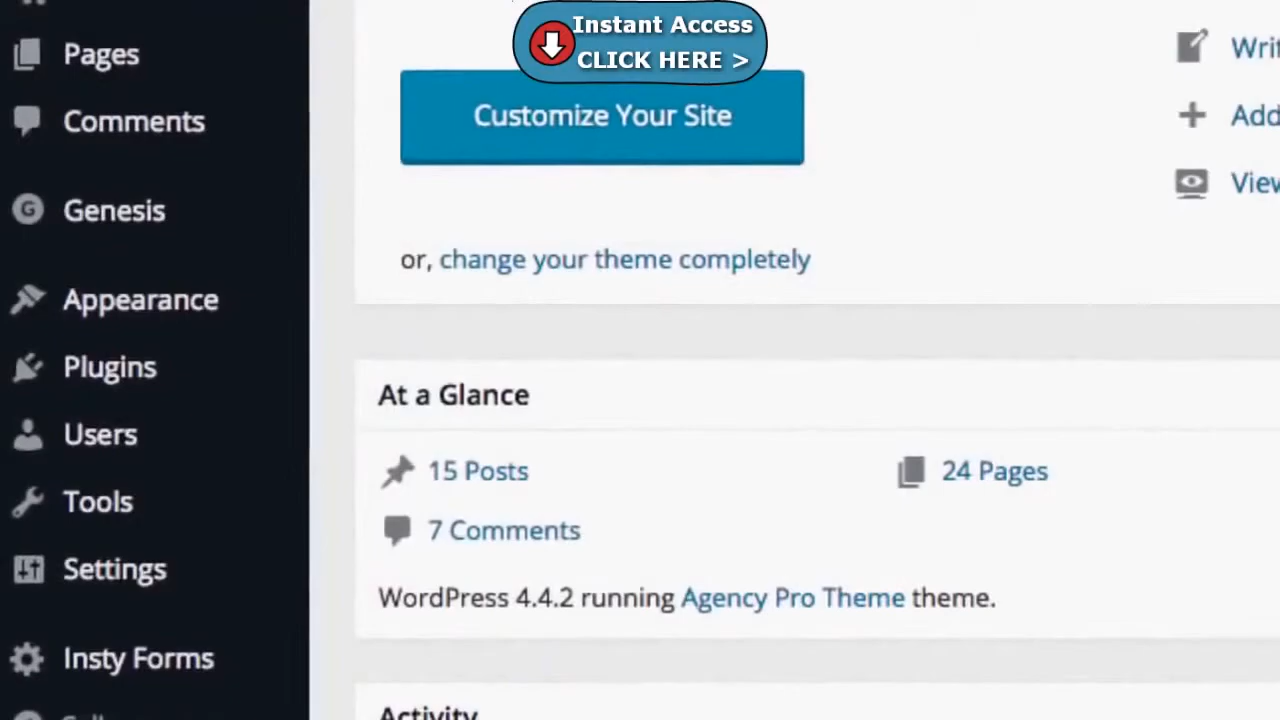 Instant Access
CLICK HERE >
Pages
Comments
Genesis
Appearance
Plugins
Users
Tools
Settings
Insty Forms
Customize Your Site
or, change your theme completely
Add
View
At a Glance
15 Posts
24 Pages
7 Comments
WordPress 4.4.2 running Agency Pro Theme theme.
Activity